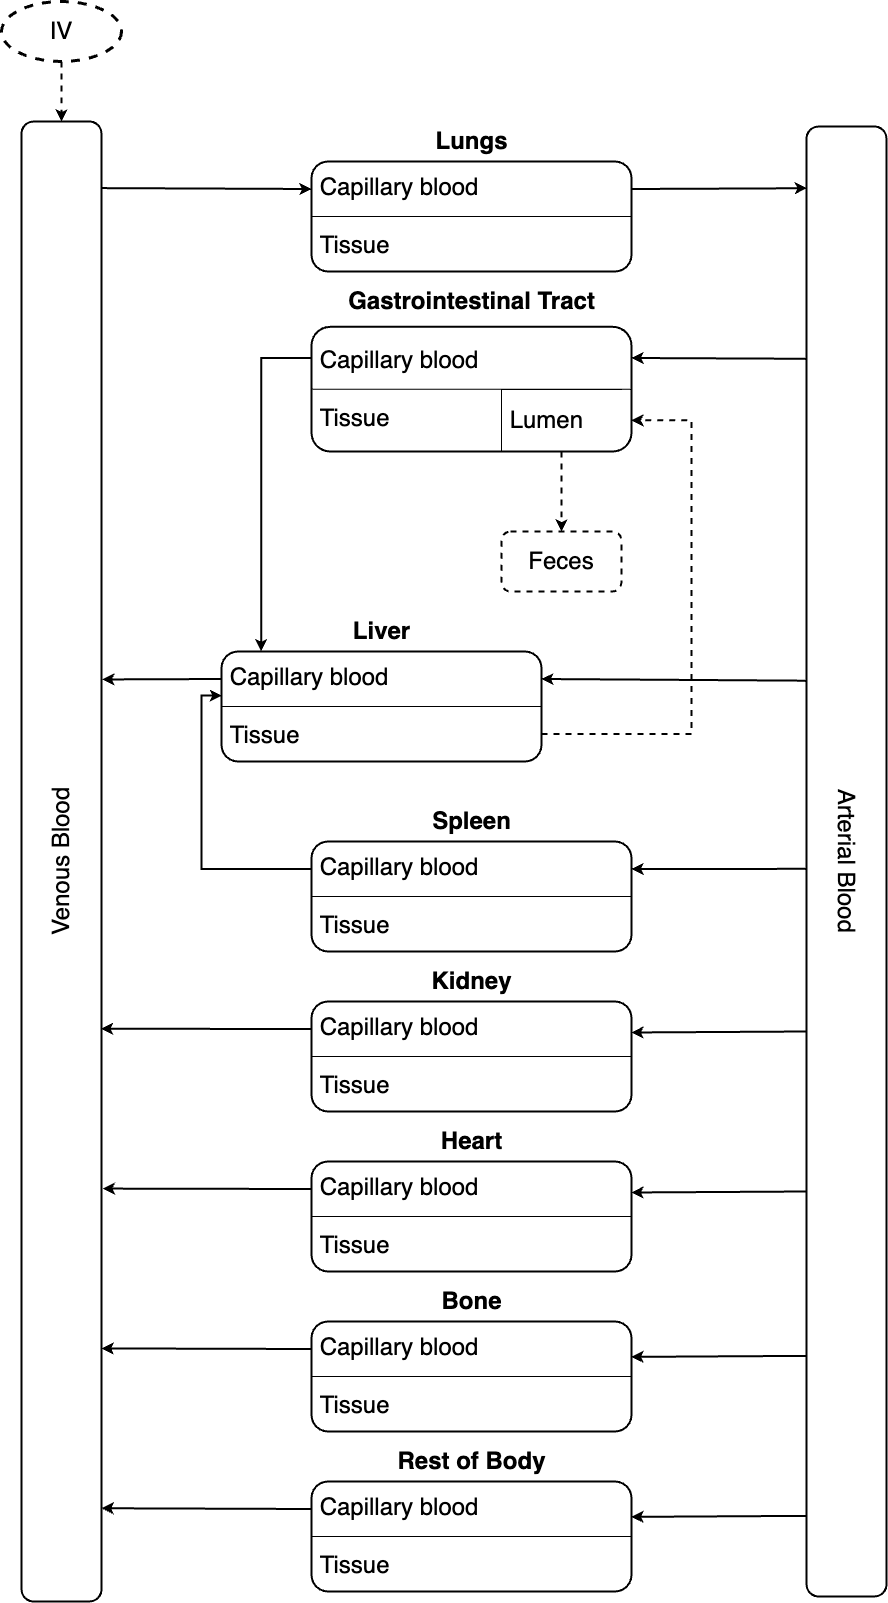 IV
Venous Blood
Arterial Blood
Lungs
Capillary blood
Tissue
Gastrointestinal Tract
Capillary blood
Tissue
Lumen
Feces
Liver
Capillary blood
Tissue
Spleen
Capillary blood
Tissue
Kidney
Capillary blood
Tissue
Heart
Capillary blood
Tissue
Bone
Capillary blood
Tissue
Rest of Body
Capillary blood
Tissue